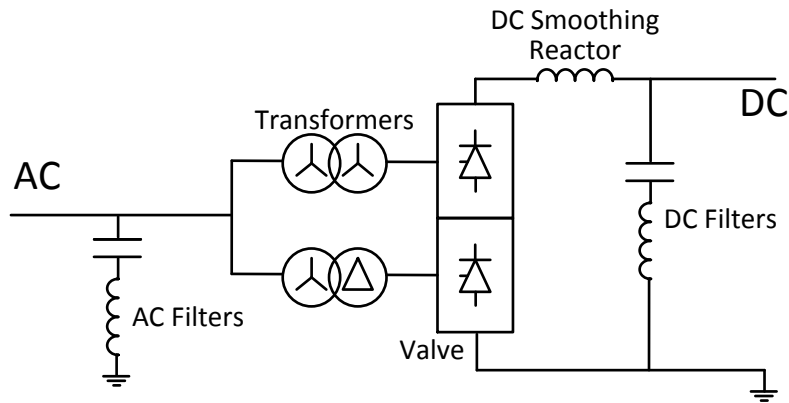 DC Smoothing
Reactor
DC
Transformers
AC
DC Filters
AC Filters
Valve